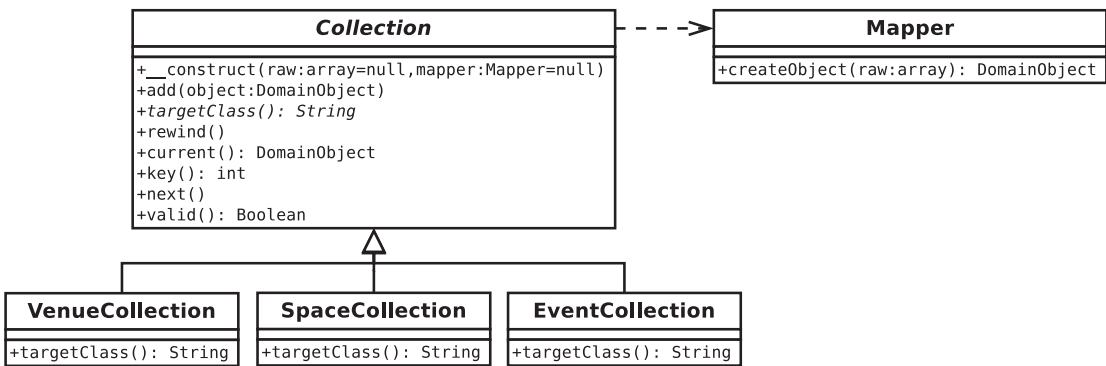 Collection
+__construct(raw:array=null,mapper:Mapper=null)
+add(object:DomainObject)
+targetClass(): String
+rewind()
+current(): DomainObject
+key(): int
+next()
+valid(): Boolean
Mapper
+createObject(raw:array): DomainObject
VenueCollection
+targetClass(): String
SpaceCollection
+targetClass(): String
EventCollection
+targetClass(): String